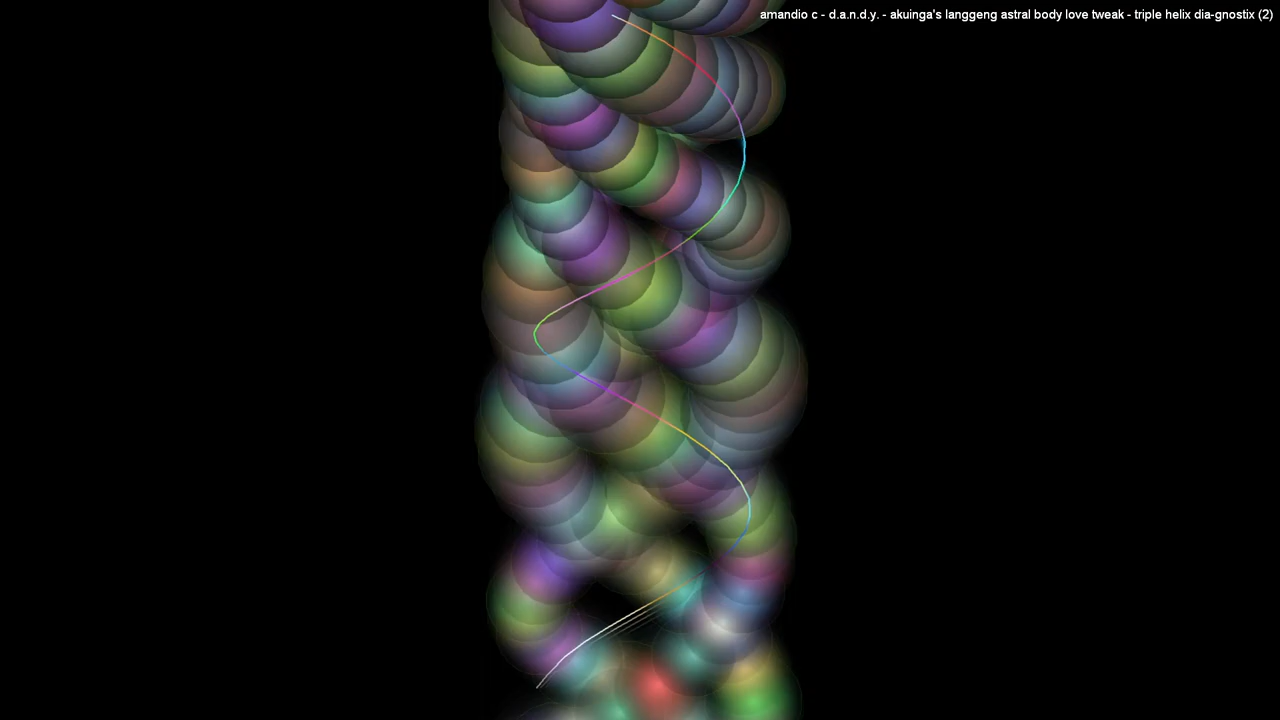 amandio c - d.a.n.d.y. - akuinga's langgeng astral body love tweak - triple helix dia-gnostix (2)